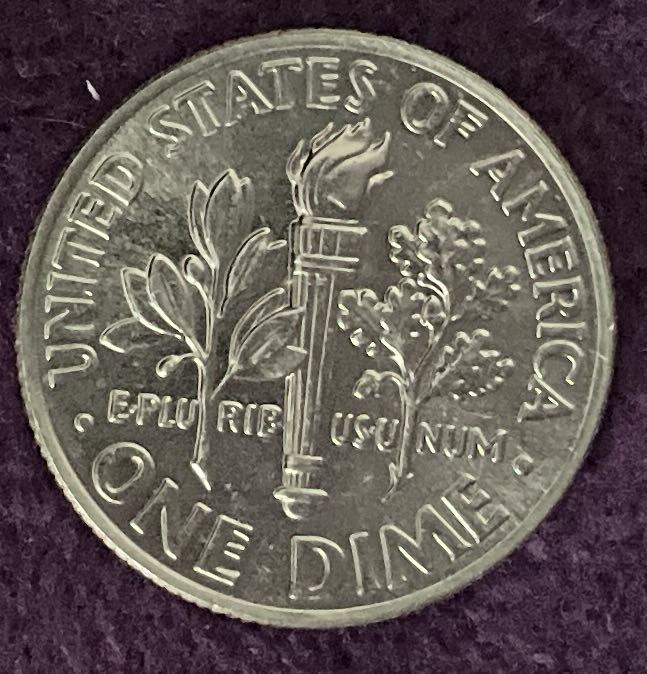 UNITED STATES OF AMERICA
E·PLU RIB USU NUM
· ONE DIME ·